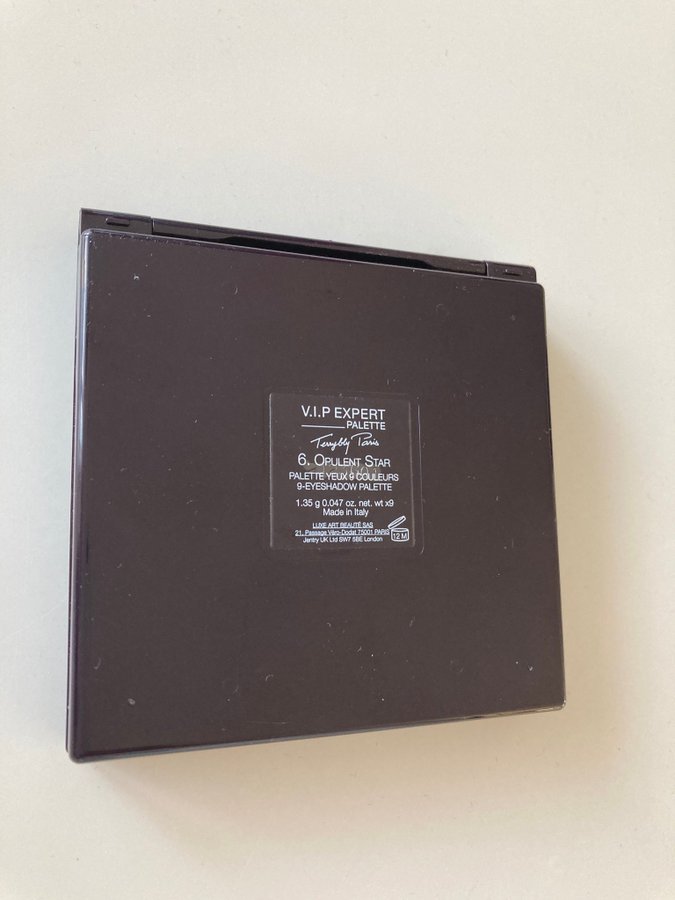 V.I.P EXPERT
PALETTE
Terrybly Paris
6. OPULENT STAR
PALETTE YEUX 9 COULEURS
9-EYESHADOW PALETTE
1.35 g 0.047 oz. net. wt x9
Made in Italy
LUXE ART BEAUTÉ SAS
21, Passage Véro-Dodat 75001 PARIS
12 M
Jentry UK Ltd SW7 5BE London